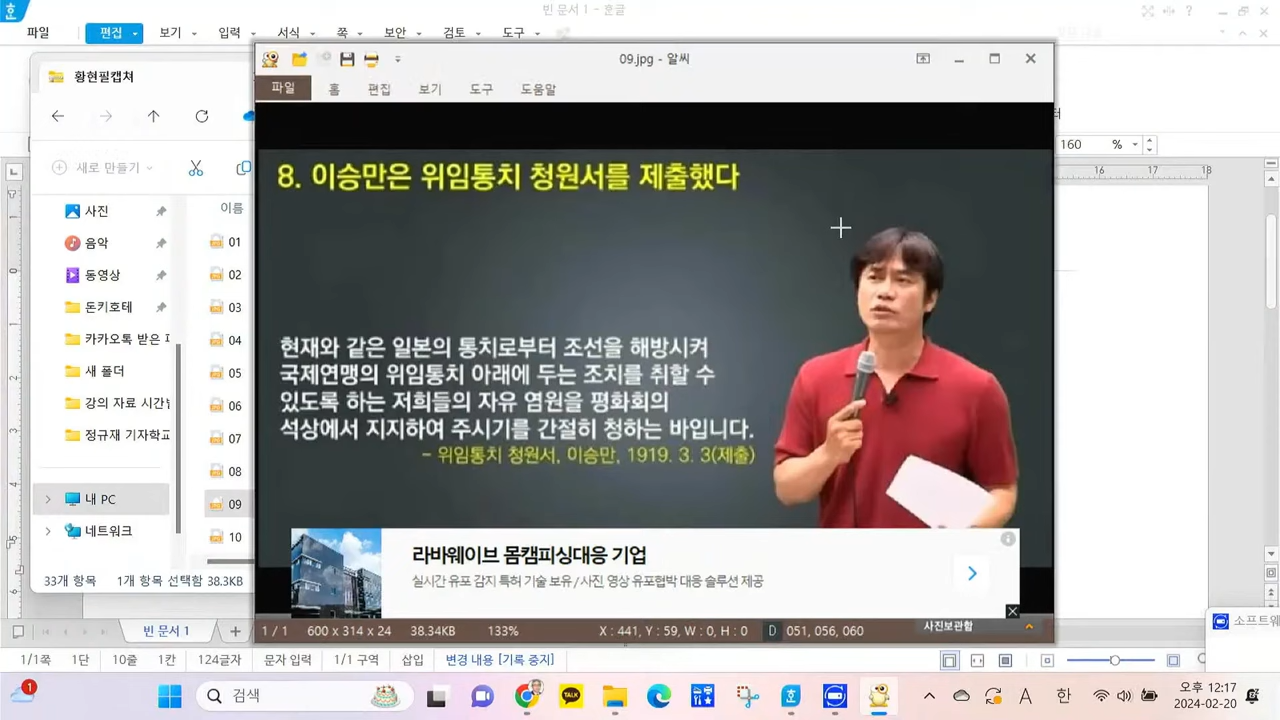 빈 문서 1 - 한글
파일 편집 보기 입력 서식 쪽 보안 검토 도구
황현필캡쳐
09.jpg - 알씨
파일 홈 편집 보기 도구 도움말
새로 만들기
160 %
16 17 18
이름
사진
음악
동영상
돈키호테
카카오톡 받은
새 폴더
강의 자료
정규재 기자학교
내 PC
네트워크
01
02
03
04
05
06
07
08
09
10
33개 항목 1개 항목 선택함 38.3KB
8. 이승만은 위임통치 청원서를 제출했다
현재와 같은 일본의 통치로부터 조선을 해방시켜
국제연맹의 위임통치 아래에 두는 조치를 취할 수
있도록 하는 저희들의 자유 염원을 평화회의
석상에서 지지하여 주시기를 간절히 청하는 바입니다.
– 위임통치 청원서, 이승만, 1919. 3. 3(제출)
라바웨이브 몸캠피싱대응 기업
실시간 유포 감지 특허 기술 보유 / 사진 영상 유포협박 대응 솔루션 제공
1 / 1 600 x 314 x 24 38.34KB 133% X : 441, Y : 59, W : 0, H : 0 D 051, 056, 060 사진보관함
빈 문서 1
소프트웨
1/1쪽 1단 10줄 1칸 124글자 문자 입력 1/1 구역 삽입 변경 내용 [기록 중지]
1
검색
TALK
A 한
오후 12:17
2024-02-20